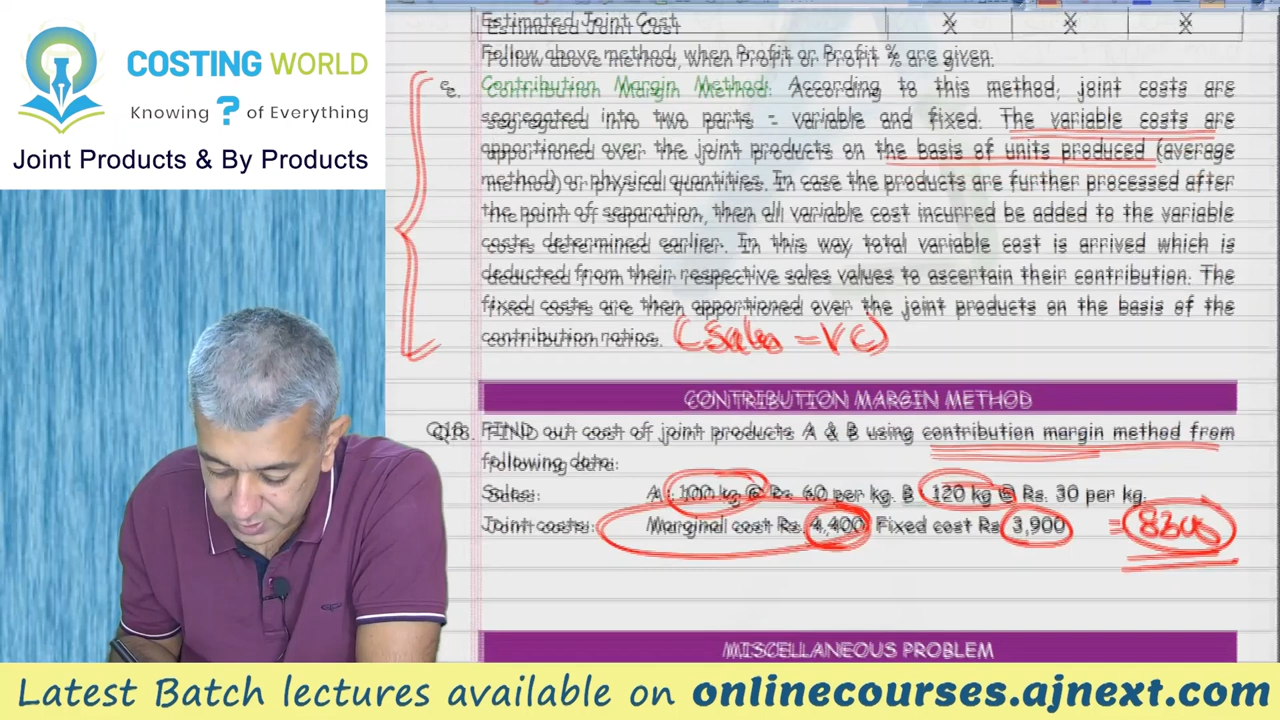 COSTING WORLD
Knowing ? of Everything
Joint Products & By Products
Estimated Joint Cost X X X
Follow above method, when Profit or Profit % are given.
e. Contribution Margin Method: According to this method, joint costs are
segregated into two parts - variable and fixed. The variable costs are
apportioned over the joint products on the basis of units produced (average
method) or physical quantities. In case the products are further processed after
the point of separation, then all variable cost incurred be added to the variable
costs determined earlier. In this way total variable cost is arrived which is
deducted from their respective sales values to ascertain their contribution. The
fixed costs are then apportioned over the joint products on the basis of the
contribution ratios. (Sales - VC)
CONTRIBUTION MARGIN METHOD
Q18. FIND out cost of joint products A & B using contribution margin method from
following data:
Sales: A : 100 kg @ Rs. 60 per kg. B 120 kg @ Rs. 30 per kg.
Joint costs: Marginal cost Rs. 4,400 Fixed cost Rs. 3,900 = 8300
MISCELLANEOUS PROBLEM
Latest Batch lectures available on onlinecourses.ajnext.com